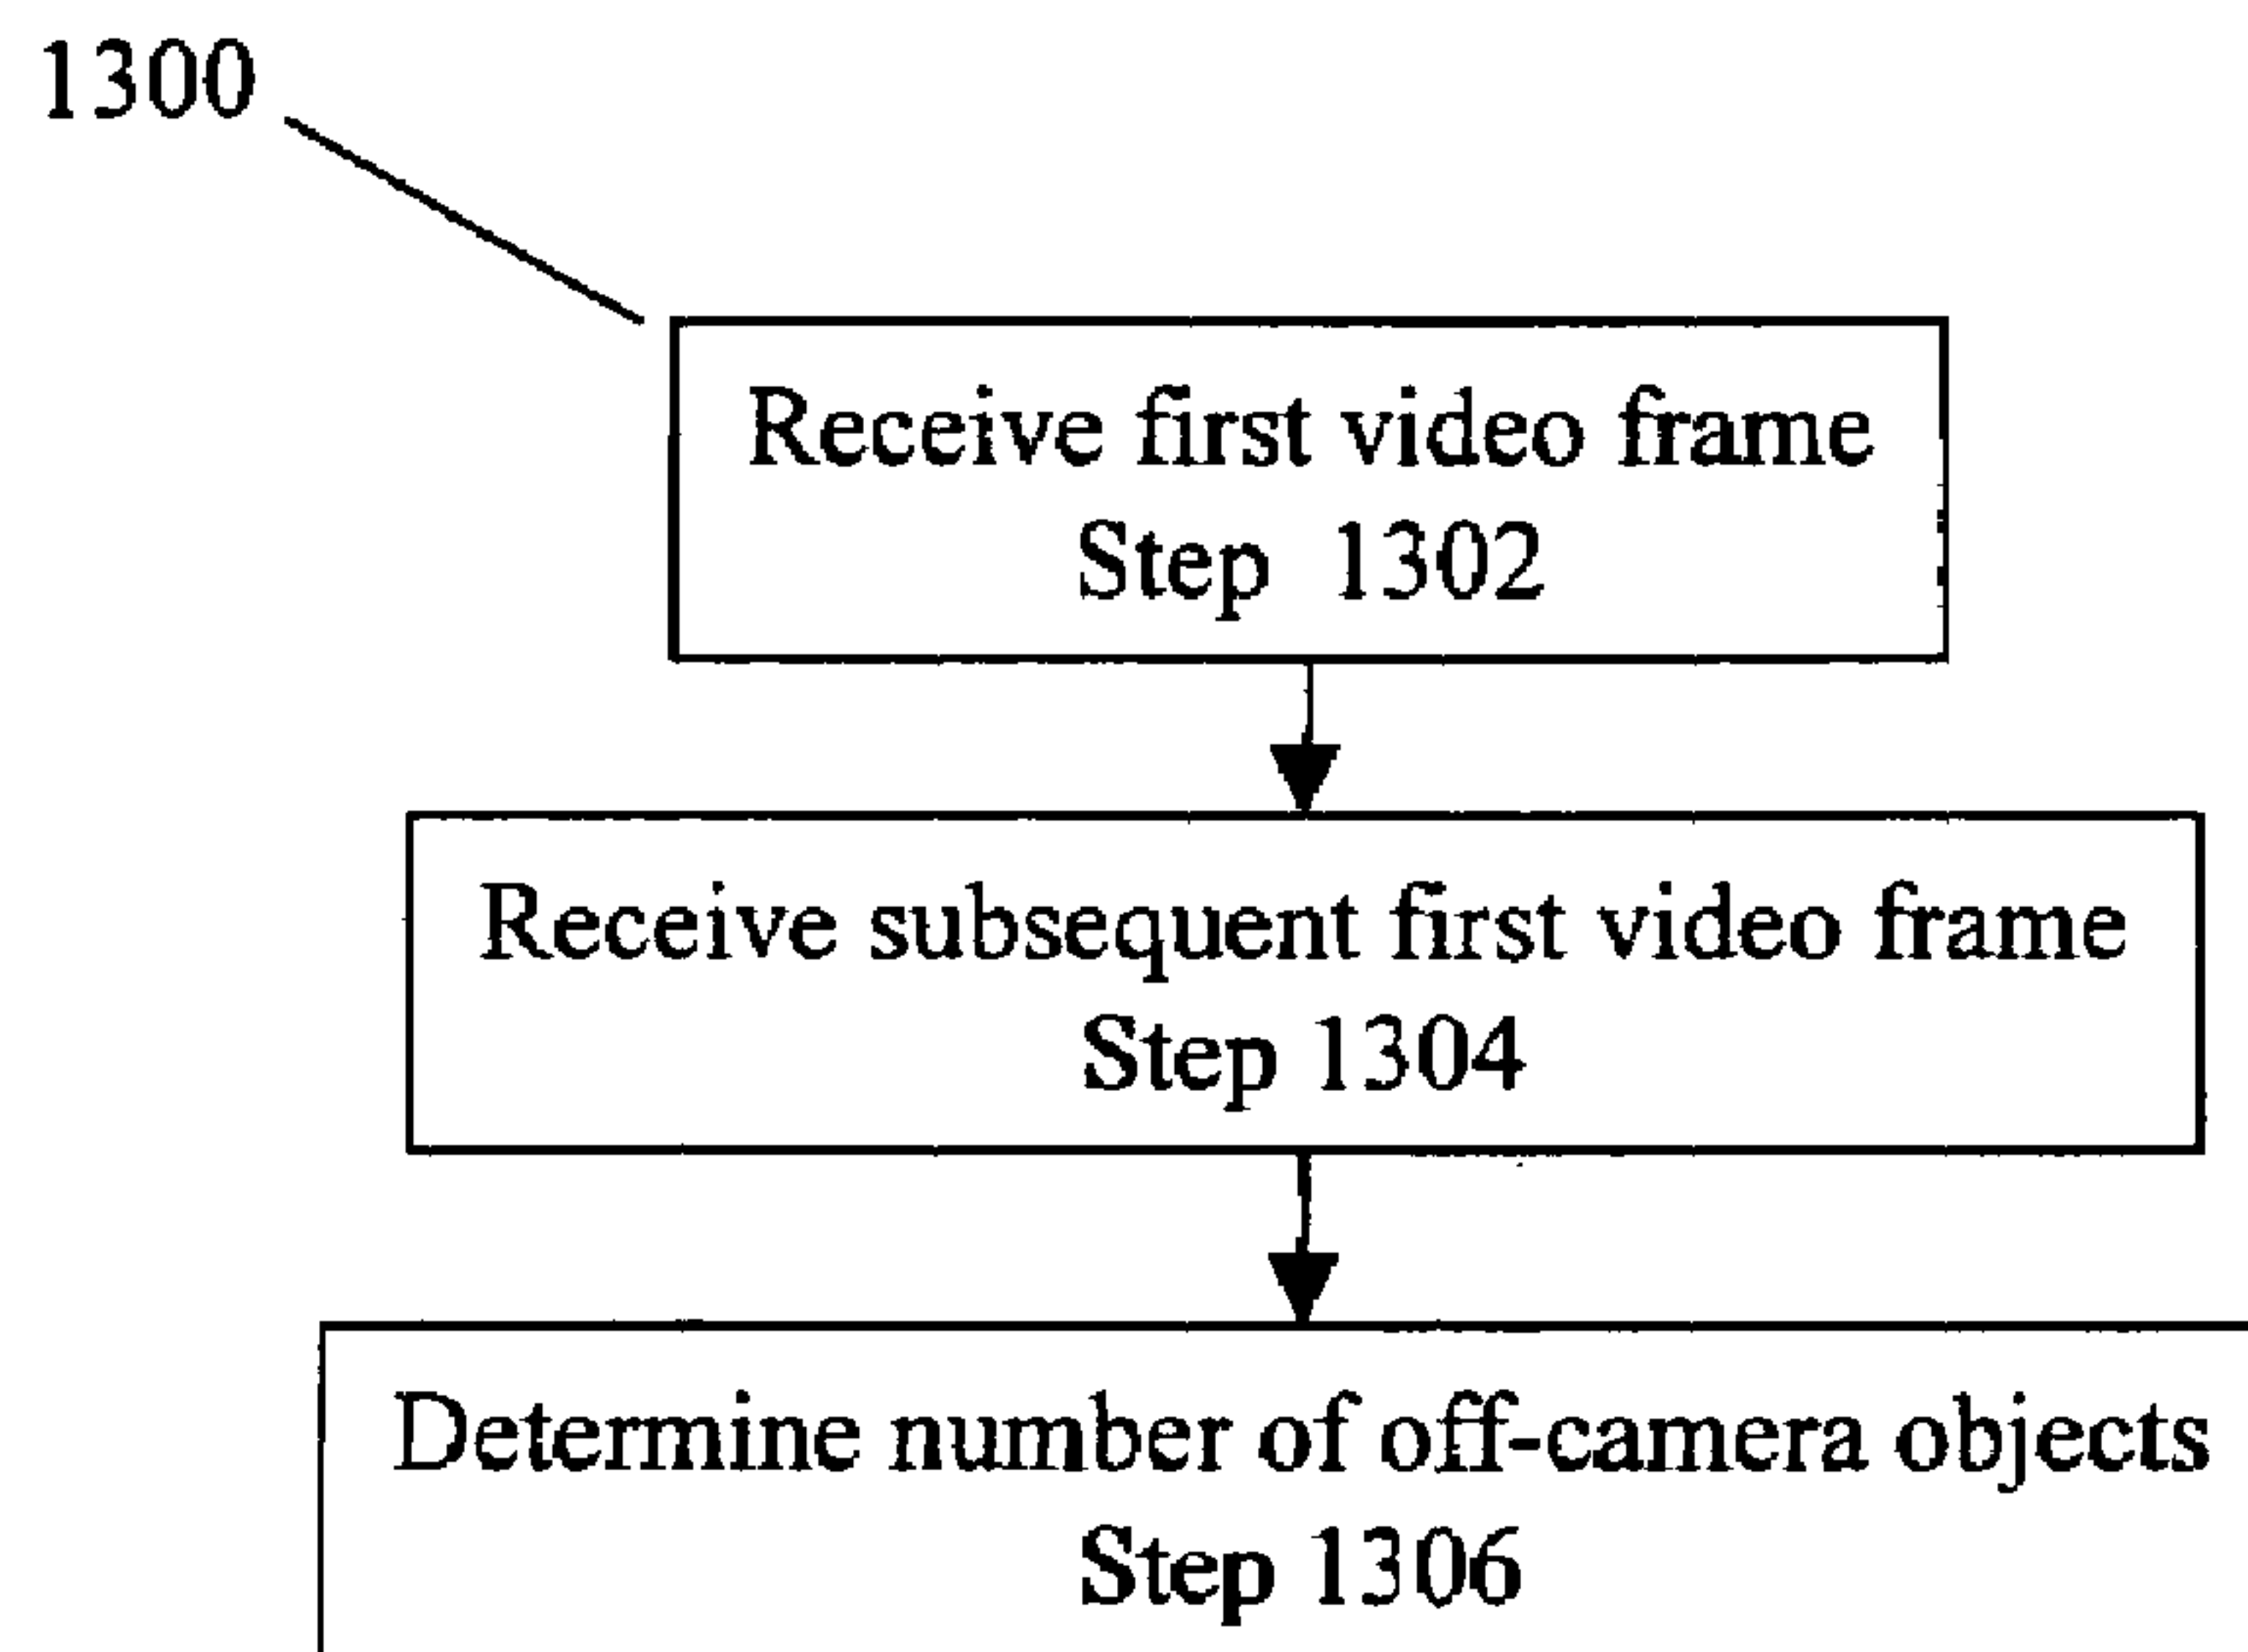 1300
Receive first video frame
Step 1302
Receive subsequent first video frame
Step 1304
Determine number of off-camera objects
Step 1306